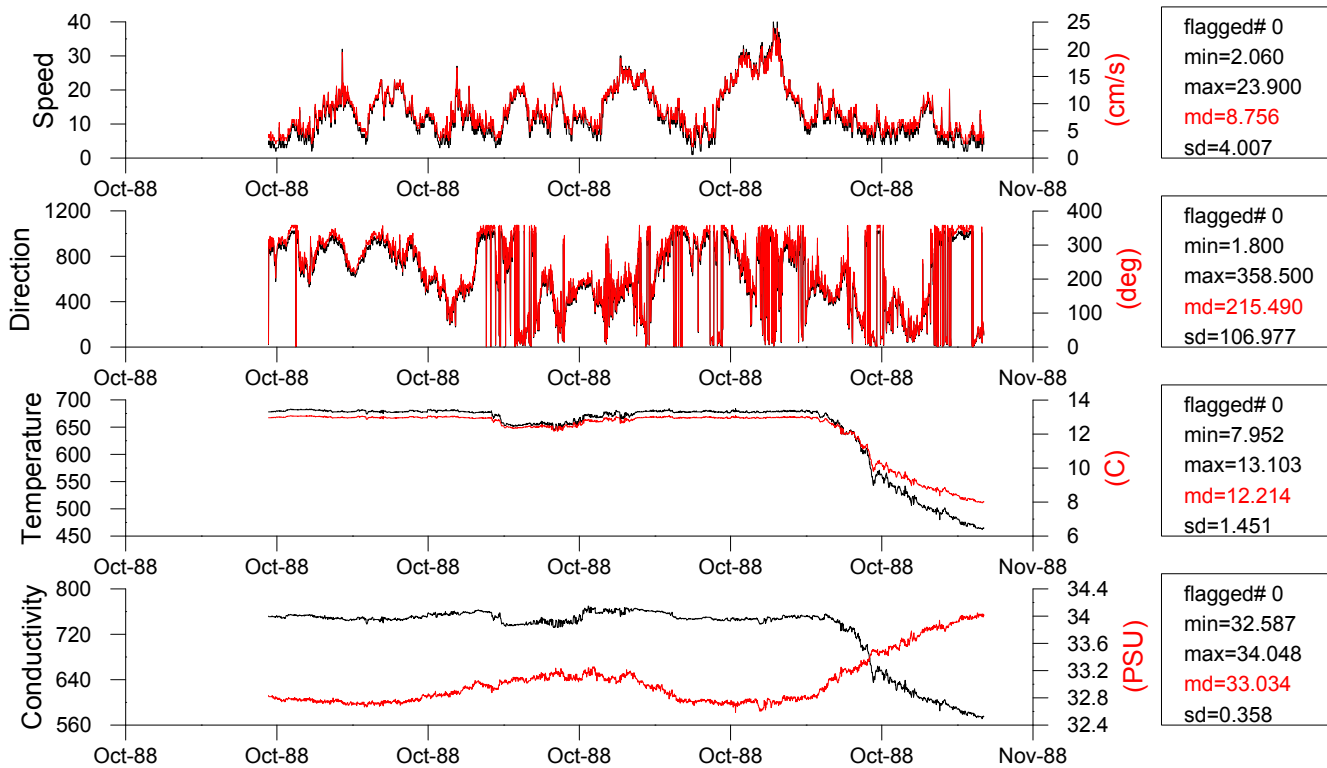 Speed
40
30
20
10
0
25
20
15
10
5
0
(cm/s)
Oct-88 Oct-88 Oct-88 Oct-88 Oct-88 Oct-88 Nov-88
flagged# 0
min=2.060
max=23.900
md=8.756
sd=4.007
Direction
1200
800
400
0
400
300
200
100
0
(deg)
Oct-88 Oct-88 Oct-88 Oct-88 Oct-88 Oct-88 Nov-88
flagged# 0
min=1.800
max=358.500
md=215.490
sd=106.977
Temperature
700
650
600
550
500
450
14
12
10
8
6
(C)
Oct-88 Oct-88 Oct-88 Oct-88 Oct-88 Oct-88 Nov-88
flagged# 0
min=7.952
max=13.103
md=12.214
sd=1.451
Conductivity
800
720
640
560
34.4
34
33.6
33.2
32.8
32.4
(PSU)
Oct-88 Oct-88 Oct-88 Oct-88 Oct-88 Oct-88 Nov-88
flagged# 0
min=32.587
max=34.048
md=33.034
sd=0.358